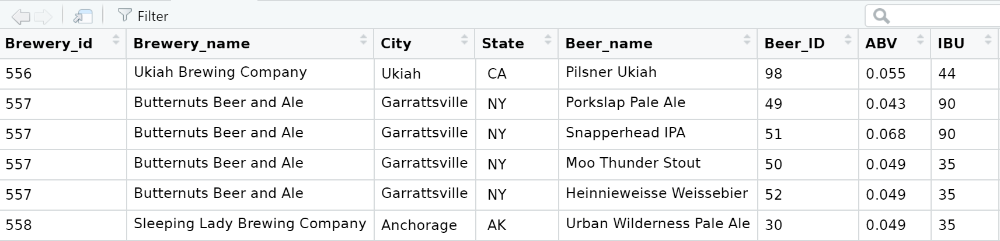 Filter
Brewery_id Brewery_name City State Beer_name Beer_ID ABV IBU
556 Ukiah Brewing Company Ukiah CA Pilsner Ukiah 98 0.055 44
557 Butternuts Beer and Ale Garrattsville NY Porkslap Pale Ale 49 0.043 90
557 Butternuts Beer and Ale Garrattsville NY Snapperhead IPA 51 0.068 90
557 Butternuts Beer and Ale Garrattsville NY Moo Thunder Stout 50 0.049 35
557 Butternuts Beer and Ale Garrattsville NY Heinnieweisse Weissebier 52 0.049 35
558 Sleeping Lady Brewing Company Anchorage AK Urban Wilderness Pale Ale 30 0.049 35